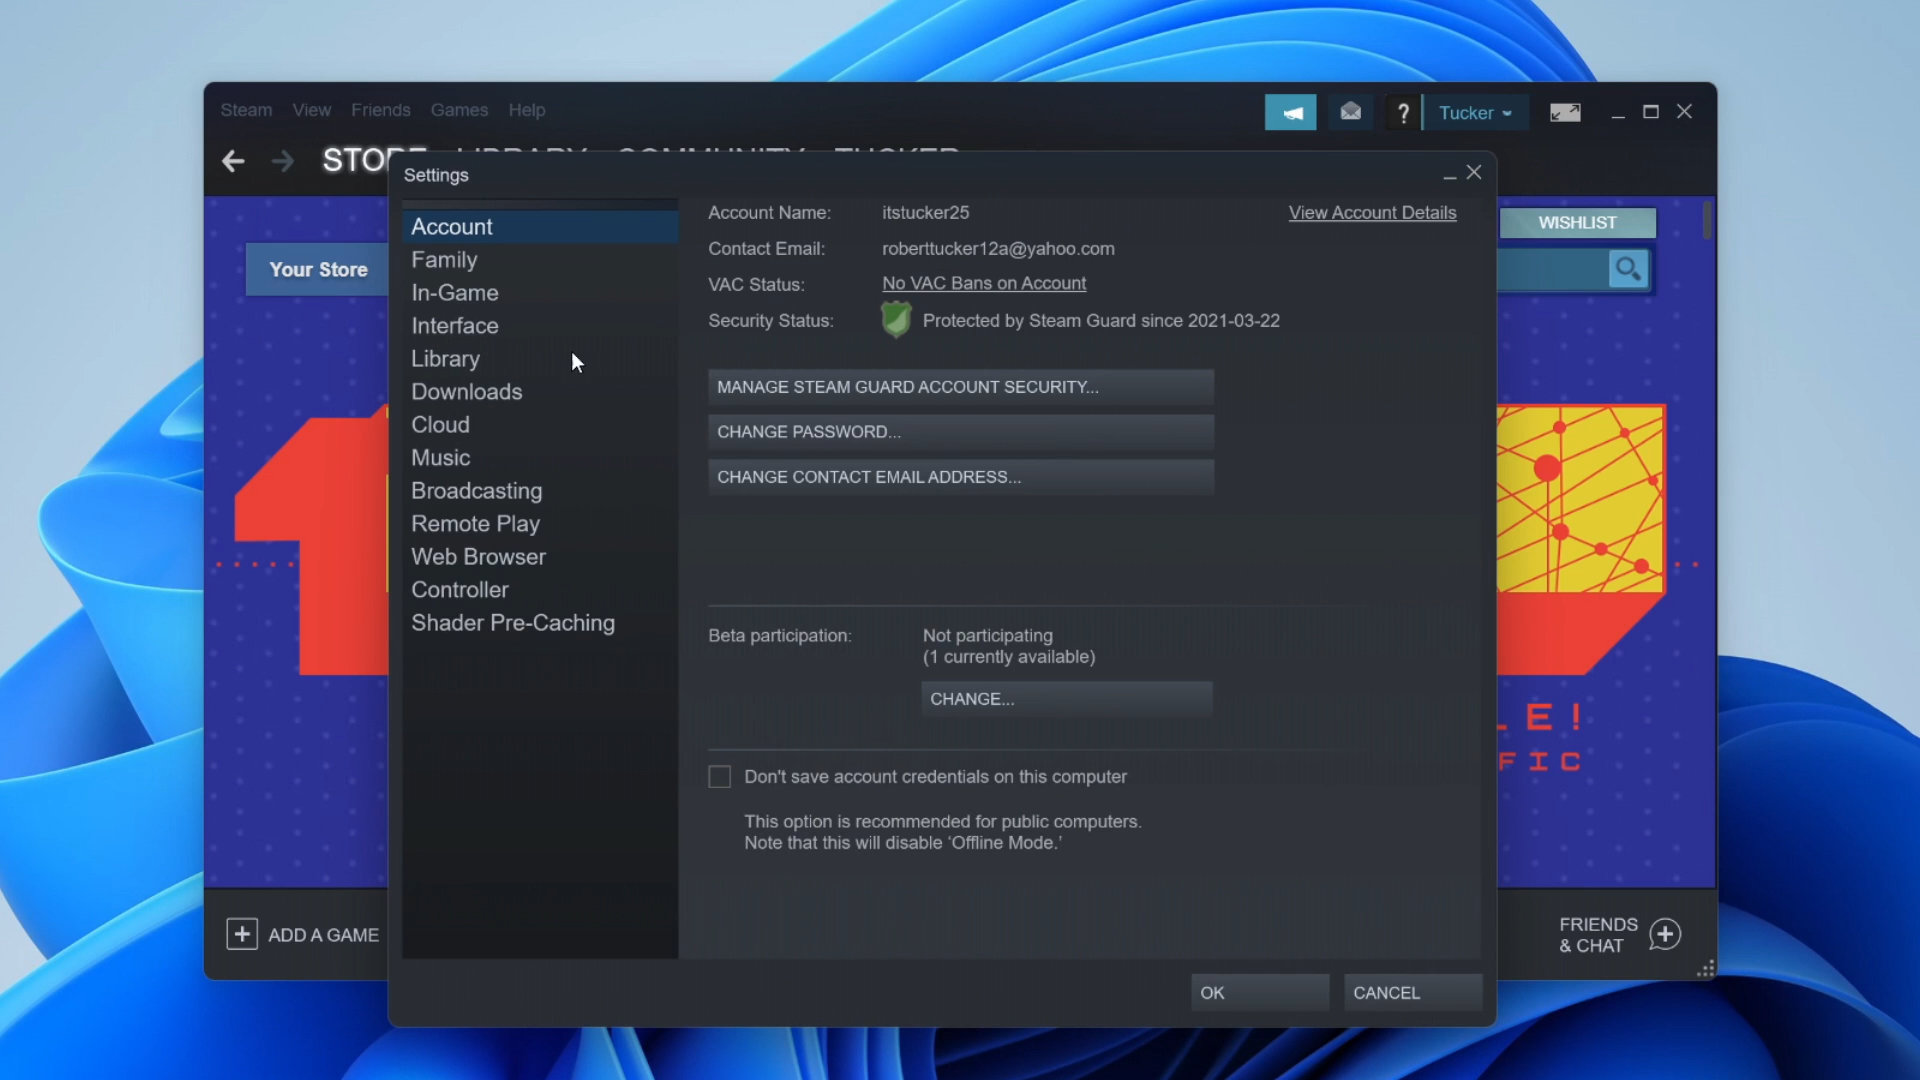 Steam View Friends Games Help
? Tucker
STORE LIBRARY COMMUNITY TUCKER
Settings
Account
Family
In-Game
Interface
Library
Downloads
Cloud
Music
Broadcasting
Remote Play
Web Browser
Controller
Shader Pre-Caching
Account Name: itstucker25 View Account Details
Contact Email: roberttucker12a@yahoo.com
VAC Status: No VAC Bans on Account
Security Status: Protected by Steam Guard since 2021-03-22
MANAGE STEAM GUARD ACCOUNT SECURITY...
CHANGE PASSWORD...
CHANGE CONTACT EMAIL ADDRESS...
Beta participation: Not participating
(1 currently available)
CHANGE...
Don't save account credentials on this computer
This option is recommended for public computers.
Note that this will disable 'Offline Mode.'
OK CANCEL
Your Store
WISHLIST
LE!
FIC
ADD A GAME
FRIENDS
& CHAT